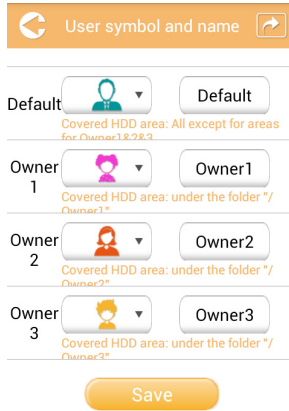 User symbol and name
Default
Default
Covered HDD area: All except for areas
for Owner1&2&3
Owner
1
Owner1
Covered HDD area: under the folder "/
Owner1"
Owner
2
Owner2
Covered HDD area: under the folder "/
Owner2"
Owner
3
Owner3
Covered HDD area: under the folder "/
Owner3"
Save